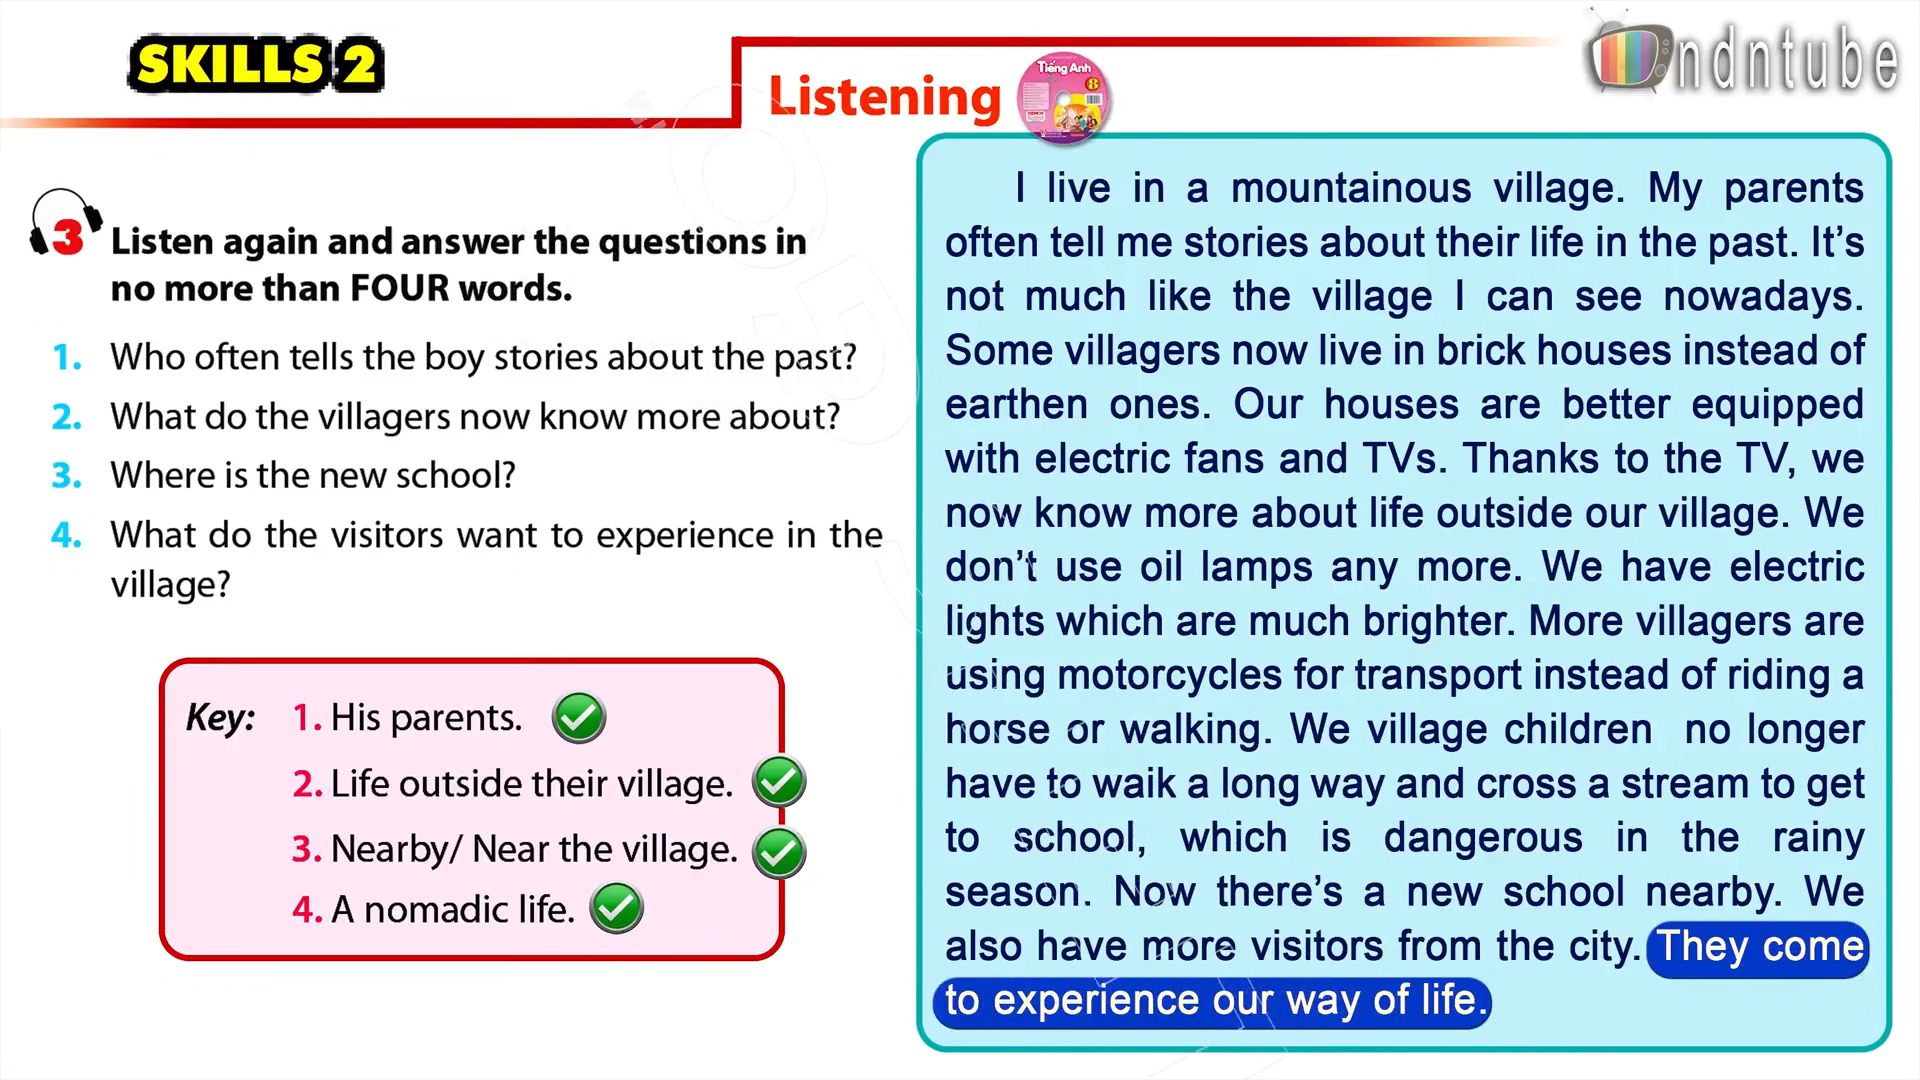 SKILLS 2
Listening
Tiếng Anh
8
ndntube
3
Listen again and answer the questions in
no more than FOUR words.
1. Who often tells the boy stories about the past?
2. What do the villagers now know more about?
3. Where is the new school?
4. What do the visitors want to experience in the
village?
Key: 1. His parents.
2. Life outside their village.
3. Nearby/ Near the village.
4. A nomadic life.
I live in a mountainous village. My parents
often tell me stories about their life in the past. It's
not much like the village I can see nowadays.
Some villagers now live in brick houses instead of
earthen ones. Our houses are better equipped
with electric fans and TVs. Thanks to the TV, we
now know more about life outside our village. We
don't use oil lamps any more. We have electric
lights which are much brighter. More villagers are
using motorcycles for transport instead of riding a
horse or walking. We village children no longer
have to waik a long way and cross a stream to get
to school, which is dangerous in the rainy
season. Now there's a new school nearby. We
also have more visitors from the city. They come
to experience our way of life.